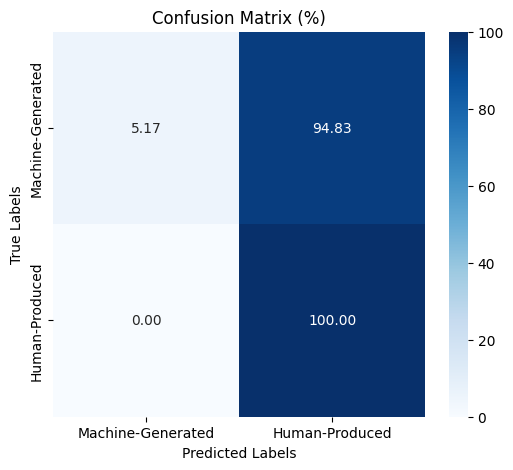 Confusion Matrix (%)
True Labels
Machine-Generated
Human-Produced
5.17
94.83
0.00
100.00
Machine-Generated
Human-Produced
Predicted Labels
100
80
60
40
20
0